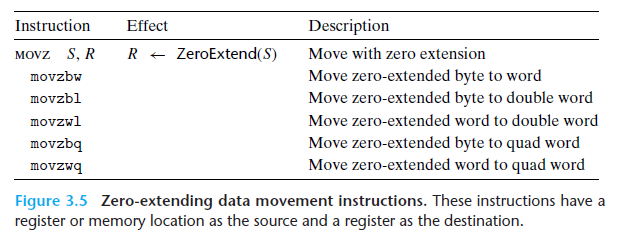 Instruction Effect Description
MOVZ S, R R ← ZeroExtend(S) Move with zero extension
movzbw Move zero-extended byte to word
movzbl Move zero-extended byte to double word
movzwl Move zero-extended word to double word
movzbq Move zero-extended byte to quad word
movzwq Move zero-extended word to quad word
Figure 3.5 Zero-extending data movement instructions. These instructions have a
register or memory location as the source and a register as the destination.